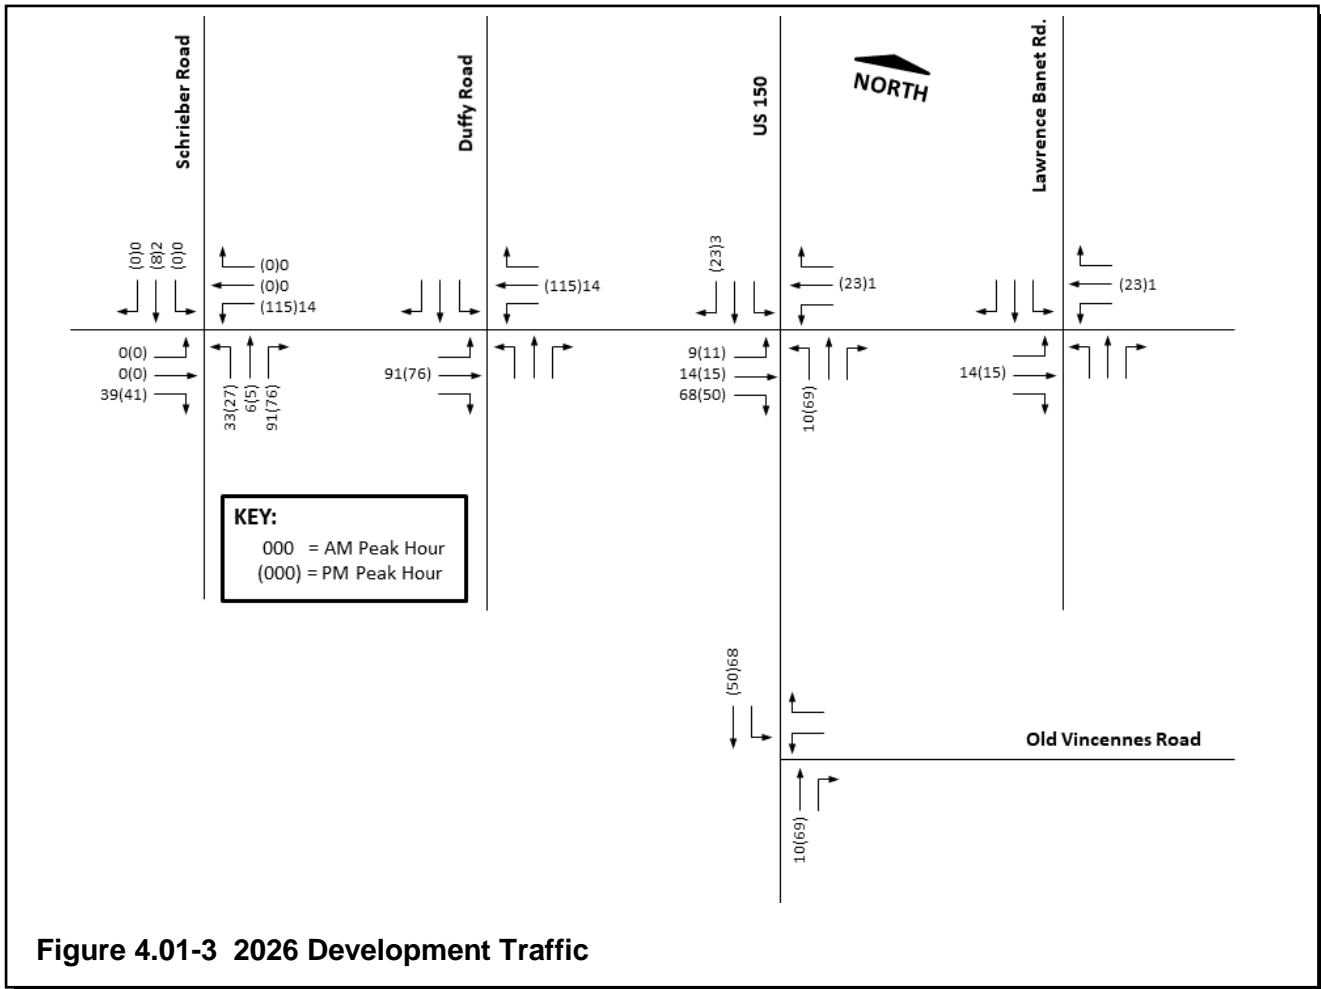 Schrieber Road
Duffy Road
US 150
NORTH
Lawrence Banet Rd.
(0)0
(8)2
(0)0
(0)0
(0)0
(115)14
0(0)
0(0)
39(41)
33(27)
6(5)
91(76)
(115)14
91(76)
(23)3
(23)1
9(11)
14(15)
68(50)
10(69)
(23)1
14(15)
KEY:
000 = AM Peak Hour
(000) = PM Peak Hour
(50)68
Old Vincennes Road
10(69)
Figure 4.01-3 2026 Development Traffic